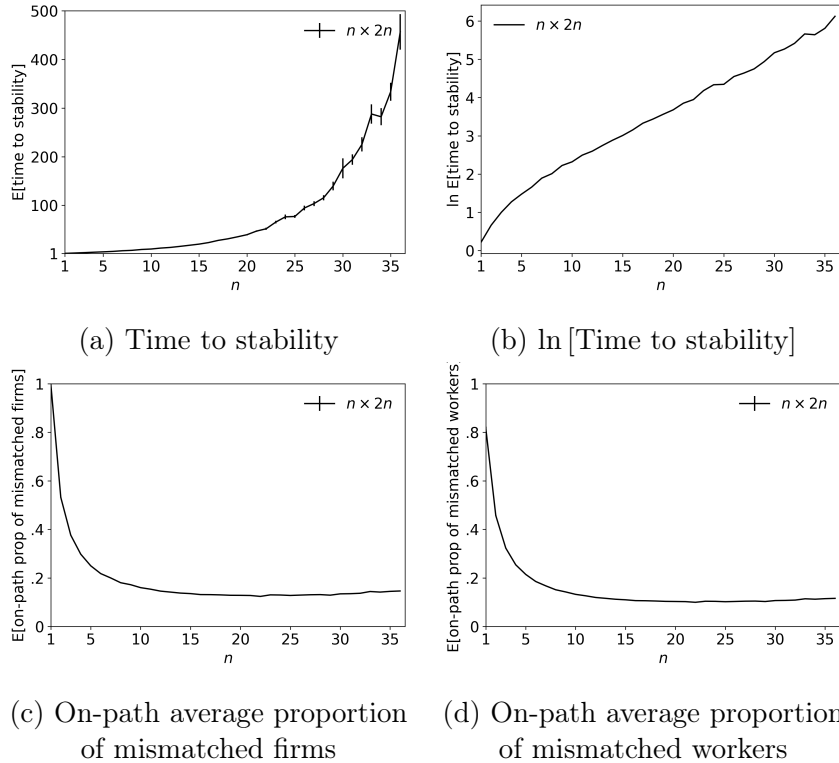 500
400
300
200
100
1
E[time to stability]
n × 2n
1 5 10 15 20 25 30 35
n
(a) Time to stability
6
5
4
3
2
1
0
ln E[time to stability]
n × 2n
1 5 10 15 20 25 30 35
n
(b) ln [Time to stability]
1
.8
.6
.4
.2
0
E[on-path prop of mismatched firms]
n × 2n
1 5 10 15 20 25 30 35
n
(c) On-path average proportion
of mismatched firms
1
.8
.6
.4
.2
0
E[on-path prop of mismatched workers]
n × 2n
1 5 10 15 20 25 30 35
n
(d) On-path average proportion
of mismatched workers